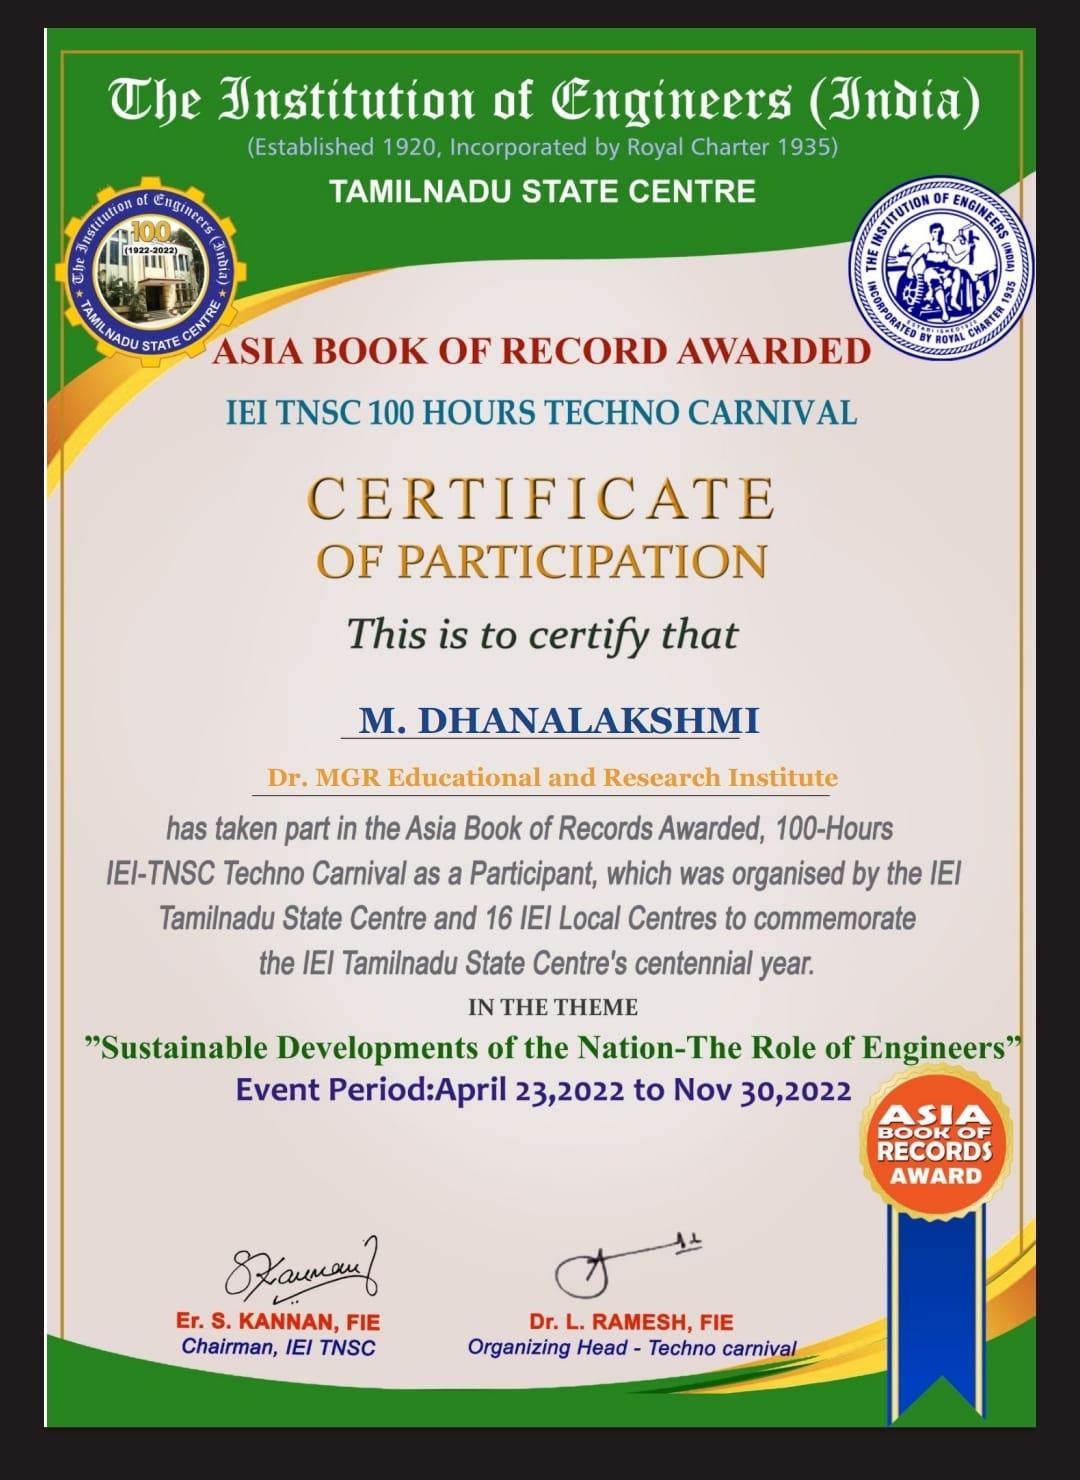 The Institution of Engineers (India)
(Established 1920, Incorporated by Royal Charter 1935)
TAMILNADU STATE CENTRE
The Institution of Engineers (India)
100
(1922-2022)
TAMILNADU STATE CENTRE
THE INSTITUTION OF ENGINEERS (INDIA)
INCORPORATED BY ROYAL CHARTER 1935
ASIA BOOK OF RECORD AWARDED
IEI TNSC 100 HOURS TECHNO CARNIVAL
CERTIFICATE
OF PARTICIPATION
This is to certify that
M. DHANALAKSHMI
Dr. MGR Educational and Research Institute
has taken part in the Asia Book of Records Awarded, 100-Hours
IEI-TNSC Techno Carnival as a Participant, which was organised by the IEI
Tamilnadu State Centre and 16 IEI Local Centres to commemorate
the IEI Tamilnadu State Centre's centennial year.
IN THE THEME
”Sustainable Developments of the Nation-The Role of Engineers”
Event Period:April 23,2022 to Nov 30,2022
ASIA
BOOK OF
RECORDS
AWARD
SKannan
Er. S. KANNAN, FIE
Chairman, IEI TNSC
Dr. L. RAMESH, FIE
Organizing Head - Techno carnival